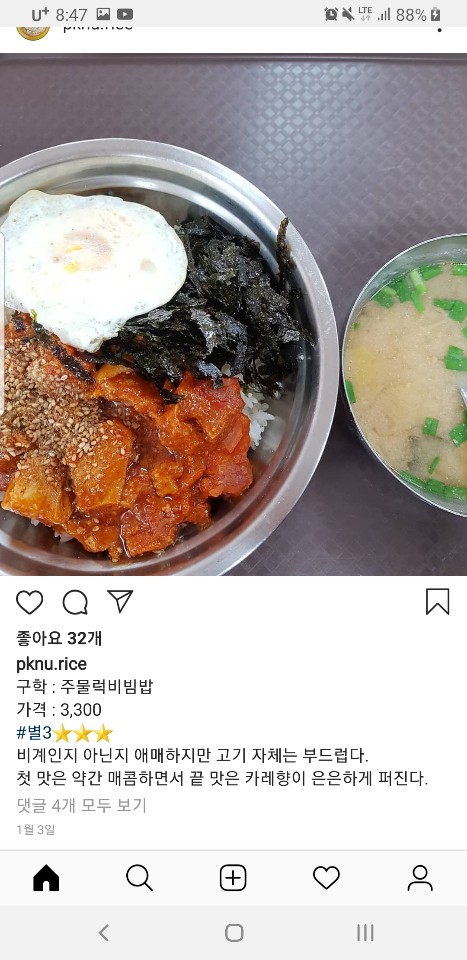 U+ 8:47 LTE 88%
pknu.rice
좋아요 32개
pknu.rice
구학 : 주물럭비빔밥
가격 : 3,300
#별3⭐⭐⭐
비계인지 아닌지 애매하지만 고기 자체는 부드럽다.
첫 맛은 약간 매콤하면서 끝 맛은 카레향이 은은하게 퍼진다.
댓글 4개 모두 보기
1월 3일